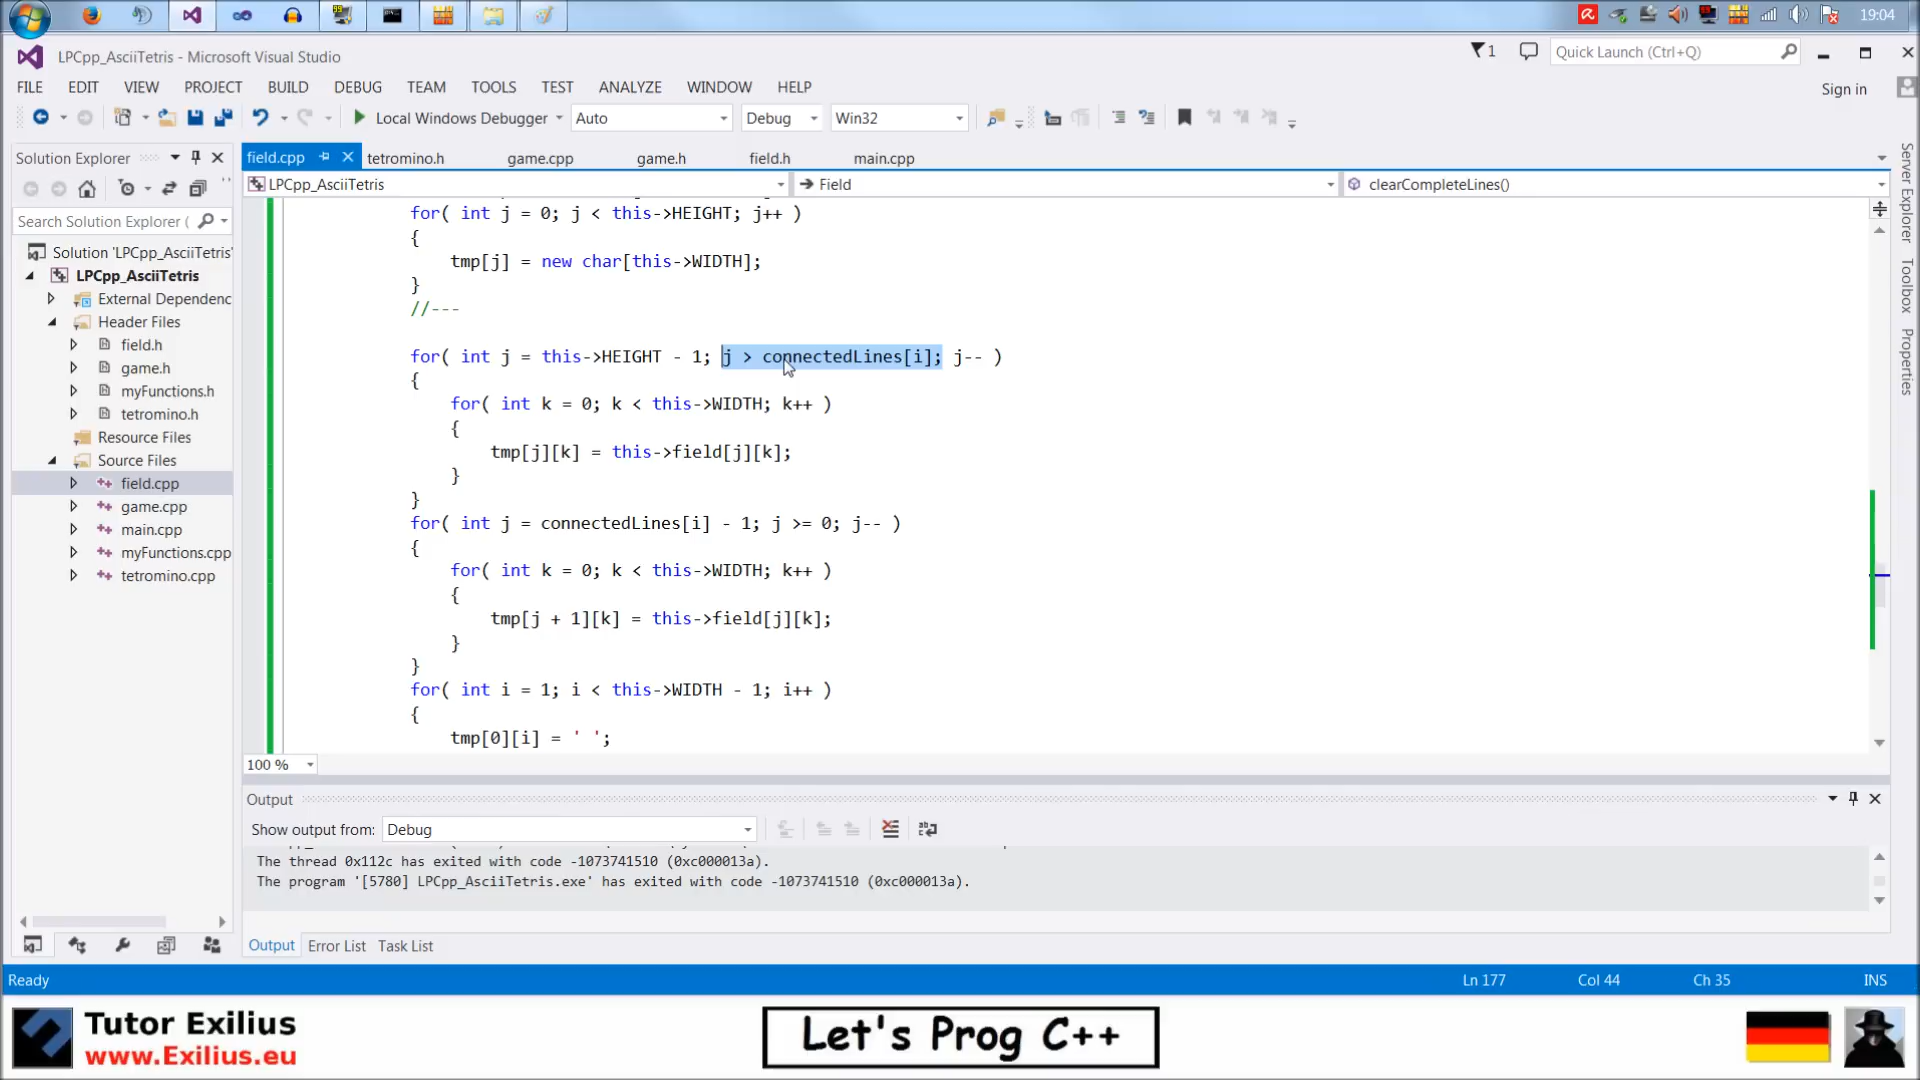 19:04
LPCpp_AsciiTetris - Microsoft Visual Studio
1
Quick Launch (Ctrl+Q)
FILE EDIT VIEW PROJECT BUILD DEBUG TEAM TOOLS TEST ANALYZE WINDOW HELP
Sign in
Local Windows Debugger Auto Debug Win32
Solution Explorer
field.cpp tetromino.h game.cpp game.h field.h main.cpp
LPCpp_AsciiTetris Field clearCompleteLines()
Search Solution Explorer (
Solution 'LPCpp_AsciiTetris'
LPCpp_AsciiTetris
External Dependenc
Header Files
field.h
game.h
myFunctions.h
tetromino.h
Resource Files
Source Files
field.cpp
game.cpp
main.cpp
myFunctions.cpp
tetromino.cpp
for( int j = 0; j < this->HEIGHT; j++ )
{
tmp[j] = new char[this->WIDTH];
}
//---
for( int j = this->HEIGHT - 1; j > connectedLines[i]; j-- )
{
for( int k = 0; k < this->WIDTH; k++ )
{
tmp[j][k] = this->field[j][k];
}
}
for( int j = connectedLines[i] - 1; j >= 0; j-- )
{
for( int k = 0; k < this->WIDTH; k++ )
{
tmp[j + 1][k] = this->field[j][k];
}
}
for( int i = 1; i < this->WIDTH - 1; i++ )
{
tmp[0][i] = ' ';
100 %
Server Explorer
Toolbox
Properties
Output
Show output from: Debug
The thread 0x112c has exited with code -1073741510 (0xc000013a).
The program '[5780] LPCpp_AsciiTetris.exe' has exited with code -1073741510 (0xc000013a).
Output Error List Task List
Ready Ln 177 Col 44 Ch 35 INS
Tutor Exilius
www.Exilius.eu
Let's Prog C++